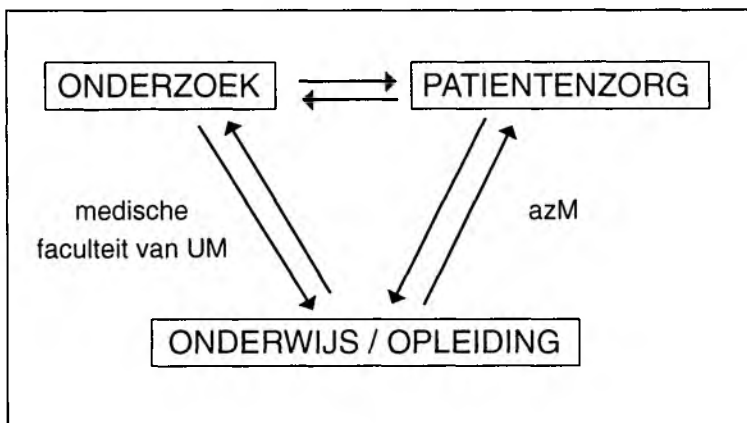 ONDERZOEK
PATIENTENZORG
medische
faculteit van UM
azM
ONDERWIJS / OPLEIDING